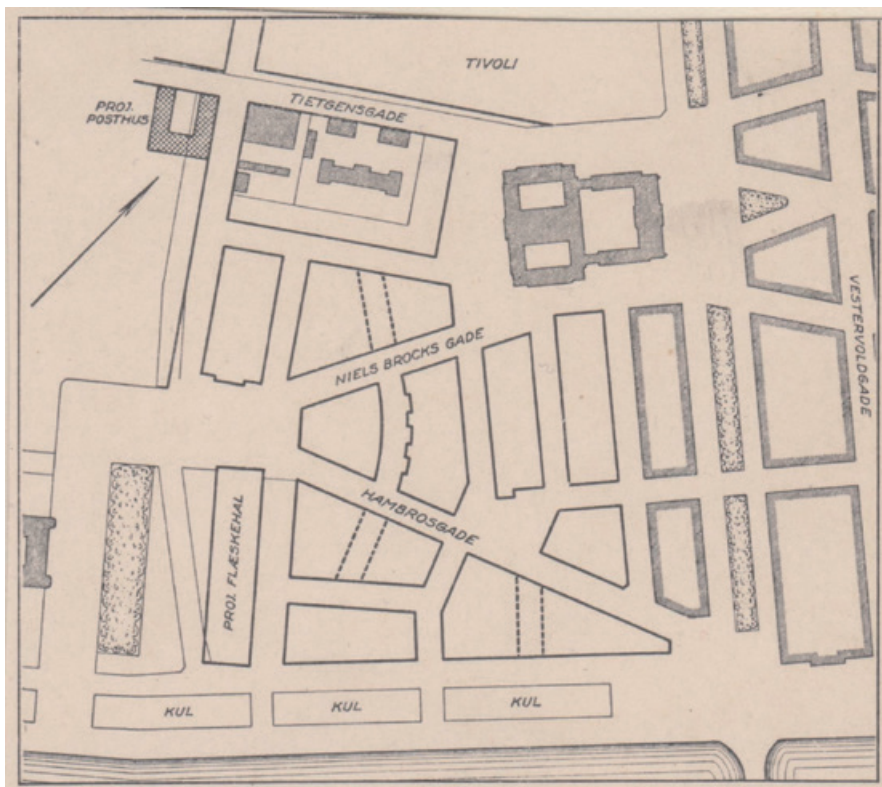 TIVOLI
TIETGENSGADE
PROJ.
POSTHUS
VESTERVOLDGADE
NIELS BROCKS GADE
HAMBROSGADE
PROJ. FLÆSKEHAL
KUL
KUL
KUL